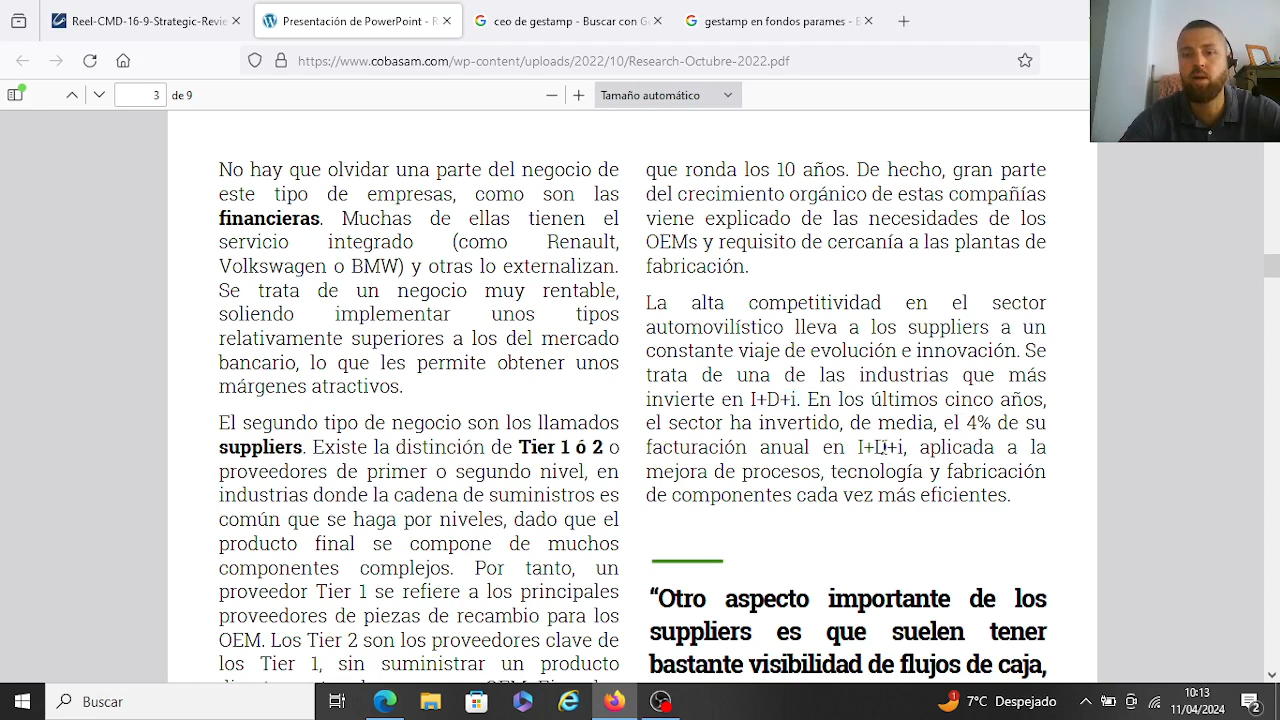 Reel-CMD-16-9-Strategic-Revie
Presentación de PowerPoint - R
ceo de gestamp - Buscar con G
gestamp en fondos parames - B
https://www.cobasam.com/wp-content/uploads/2022/10/Research-Octubre-2022.pdf
3 de 9
Tamaño automático
No hay que olvidar una parte del negocio de
este tipo de empresas, como son las
financieras. Muchas de ellas tienen el
servicio integrado (como Renault,
Volkswagen o BMW) y otras lo externalizan.
Se trata de un negocio muy rentable,
soliendo implementar unos tipos
relativamente superiores a los del mercado
bancario, lo que les permite obtener unos
márgenes atractivos.
El segundo tipo de negocio son los llamados
suppliers. Existe la distinción de Tier 1 ó 2 o
proveedores de primer o segundo nivel, en
industrias donde la cadena de suministros es
común que se haga por niveles, dado que el
producto final se compone de muchos
componentes complejos. Por tanto, un
proveedor Tier 1 se refiere a los principales
proveedores de piezas de recambio para los
OEM. Los Tier 2 son los proveedores clave de
los Tier 1, sin suministrar un producto
que ronda los 10 años. De hecho, gran parte
del crecimiento orgánico de estas compañías
viene explicado de las necesidades de los
OEMs y requisito de cercanía a las plantas de
fabricación.
La alta competitividad en el sector
automovilístico lleva a los suppliers a un
constante viaje de evolución e innovación. Se
trata de una de las industrias que más
invierte en I+D+i. En los últimos cinco años,
el sector ha invertido, de media, el 4% de su
facturación anual en I+D+i, aplicada a la
mejora de procesos, tecnología y fabricación
de componentes cada vez más eficientes.
“Otro aspecto importante de los
suppliers es que suelen tener
bastante visibilidad de flujos de caja,
Buscar
1
7°C Despejado
10:13
11/04/2024
2